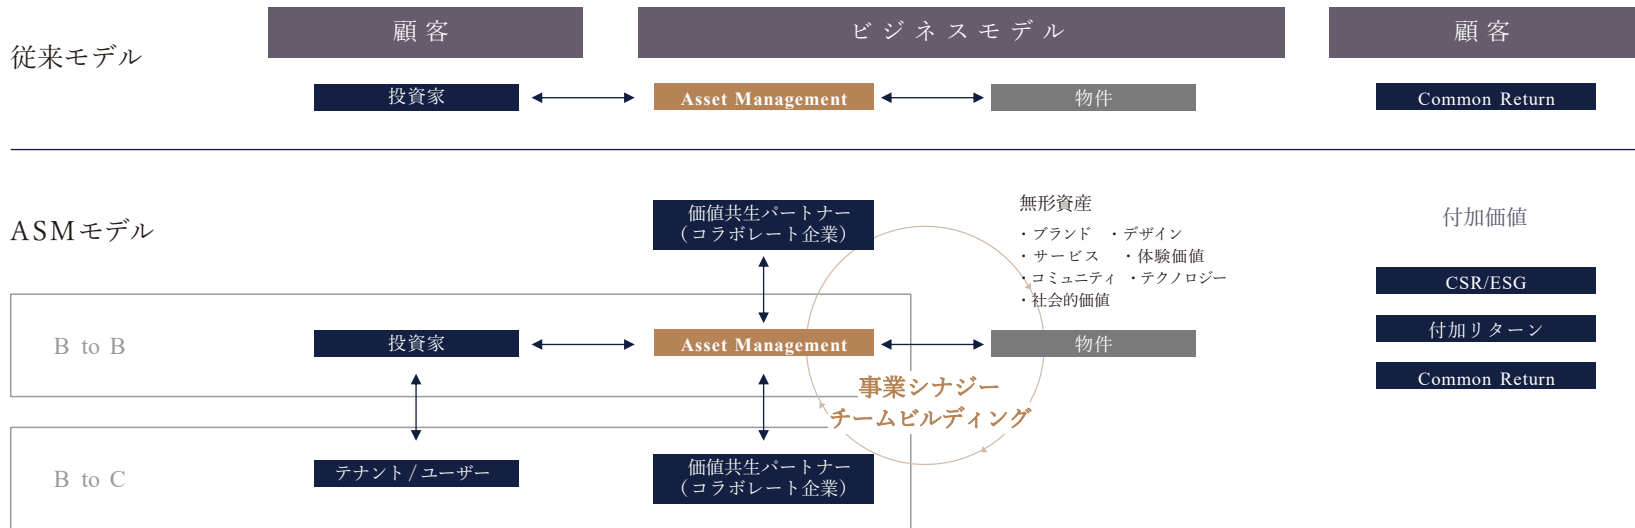 顧客
ビジネスモデル
顧客
従来モデル
投資家
Asset Management
物件
Common Return
ASMモデル
価値共生パートナー
（コラボレート企業）
無形資産
・ブランド ・デザイン
・サービス ・体験価値
・コミュニティ ・テクノロジー
・社会的価値
付加価値
CSR/ESG
B to B
投資家
Asset Management
物件
付加リターン
Common Return
事業シナジー
チームビルディング
B to C
テナント/ユーザー
価値共生パートナー
（コラボレート企業）